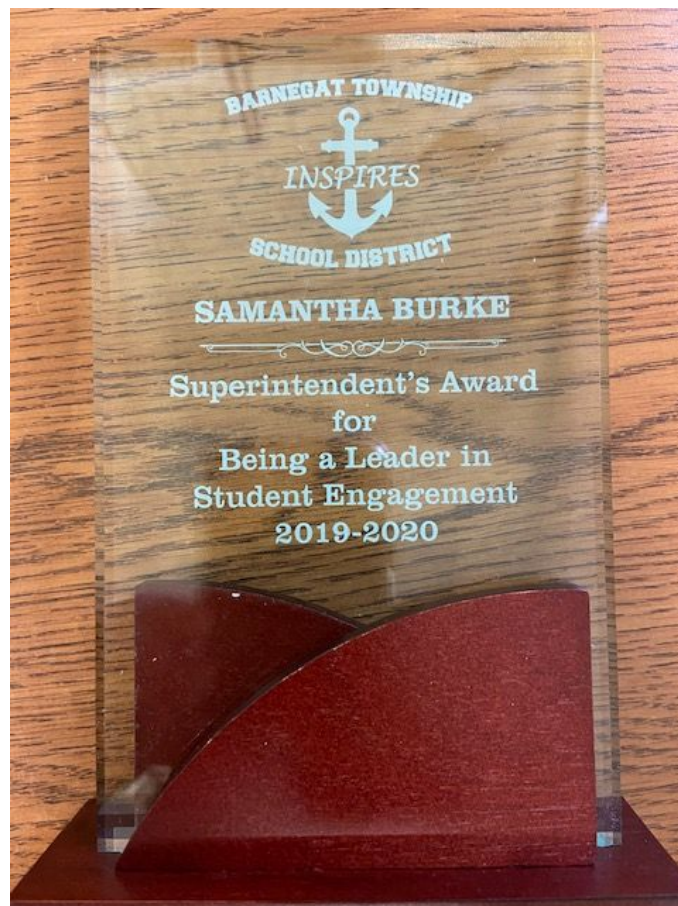 BARNEGAT TOWNSHIP
INSPIRES
SCHOOL DISTRICT
SAMANTHA BURKE
Superintendent's Award
for
Being a Leader in
Student Engagement
2019-2020